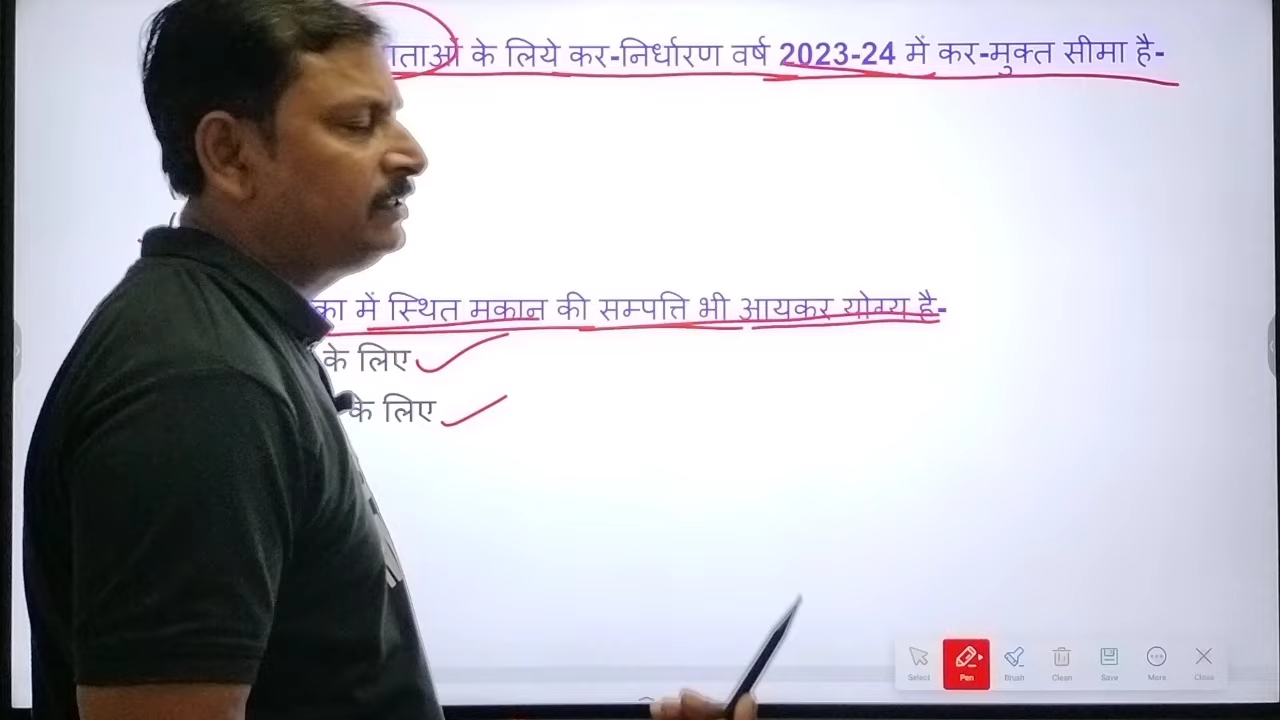 के लिये कर-निर्धारण वर्ष 2023-24 में कर-मुक्त सीमा है-
में स्थित मकान की सम्पत्ति भी आयकर योग्य है-
के लिए
के लिए
Select Pen Brush Clean Save More Close